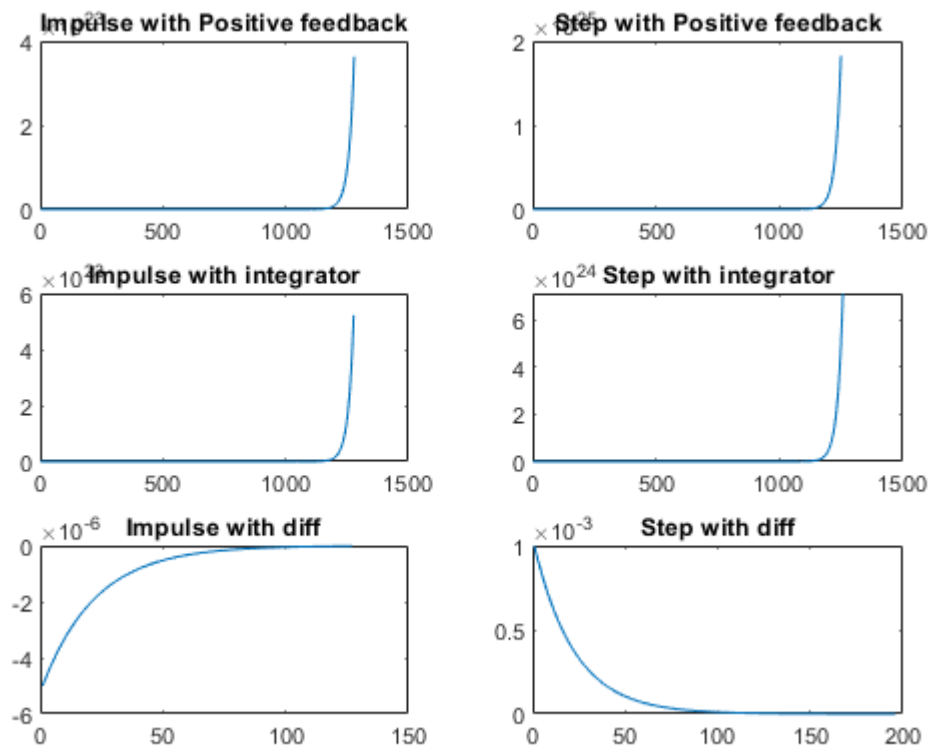 Impulse with Positive feedback
4
2
0
0 500 1000 1500
Step with Positive feedback
2
1
0
0 500 1000 1500
Impulse with integrator
6
4
2
0
0 500 1000 1500
×10^24 Step with integrator
6
4
2
0
0 500 1000 1500
×10^-6 Impulse with diff
0
-2
-4
-6
0 50 100 150
×10^-3 Step with diff
1
0.5
0
0 50 100 150 200